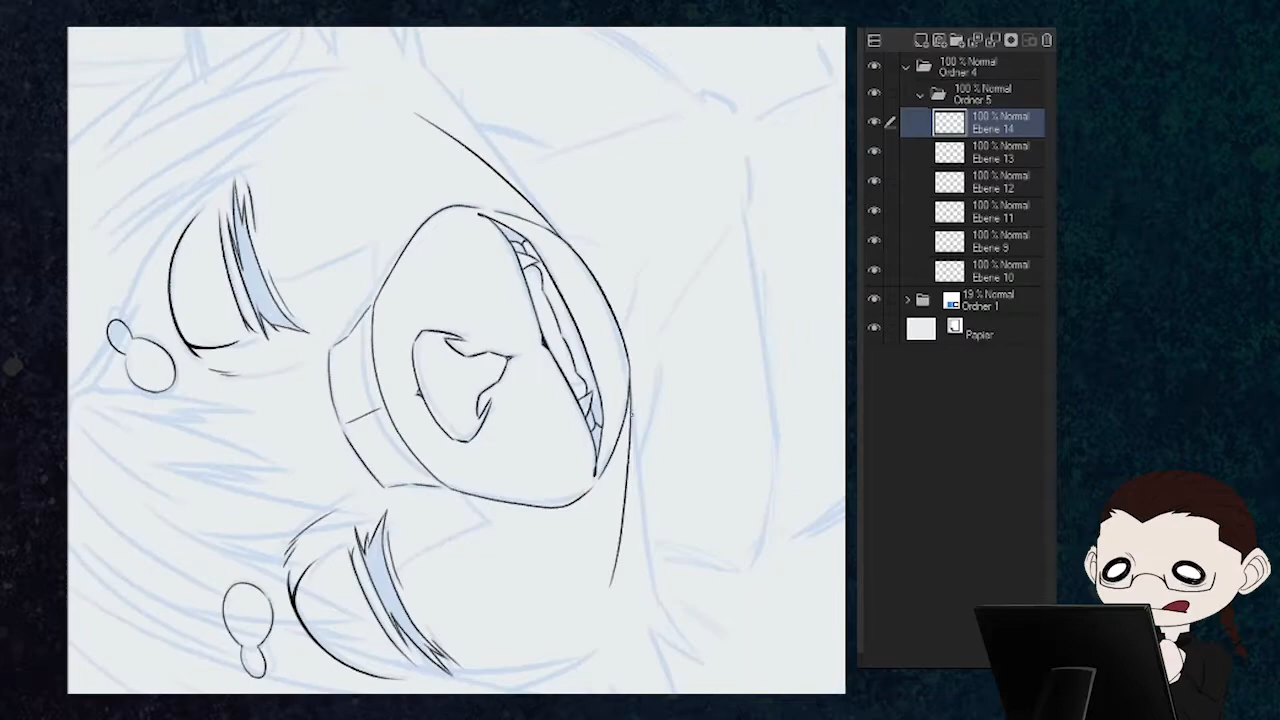 100 % Normal
Ordner 4
100 % Normal
Ordner 5
100 % Normal
Ebene 14
100 % Normal
Ebene 13
100 % Normal
Ebene 12
100 % Normal
Ebene 11
100 % Normal
Ebene 9
100 % Normal
Ebene 10
19 % Normal
Ordner 1
Papier